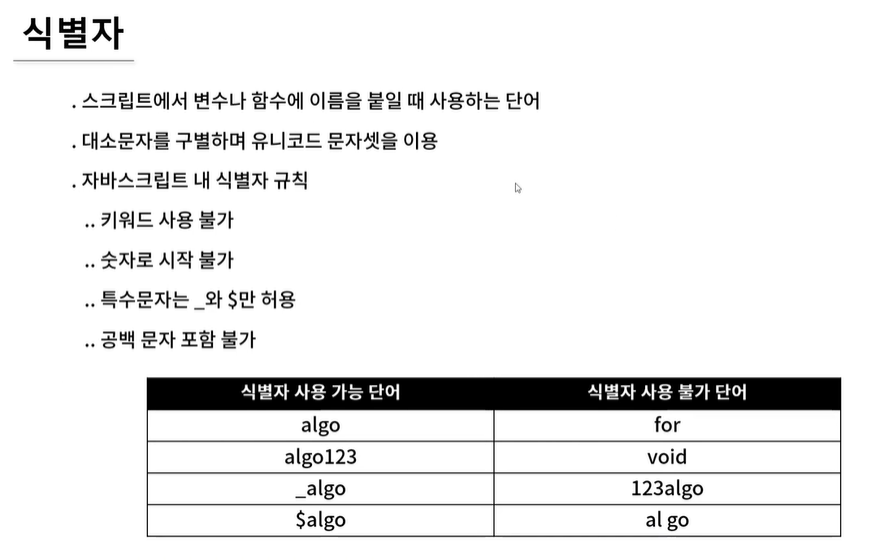 식별자
. 스크립트에서 변수나 함수에 이름을 붙일 때 사용하는 단어
. 대소문자를 구별하며 유니코드 문자셋을 이용
. 자바스크립트 내 식별자 규칙
.. 키워드 사용 불가
.. 숫자로 시작 불가
.. 특수문자는 _와 $만 허용
.. 공백 문자 포함 불가
식별자 사용 가능 단어 식별자 사용 불가 단어
algo for
algo123 void
_algo 123algo
$algo al go